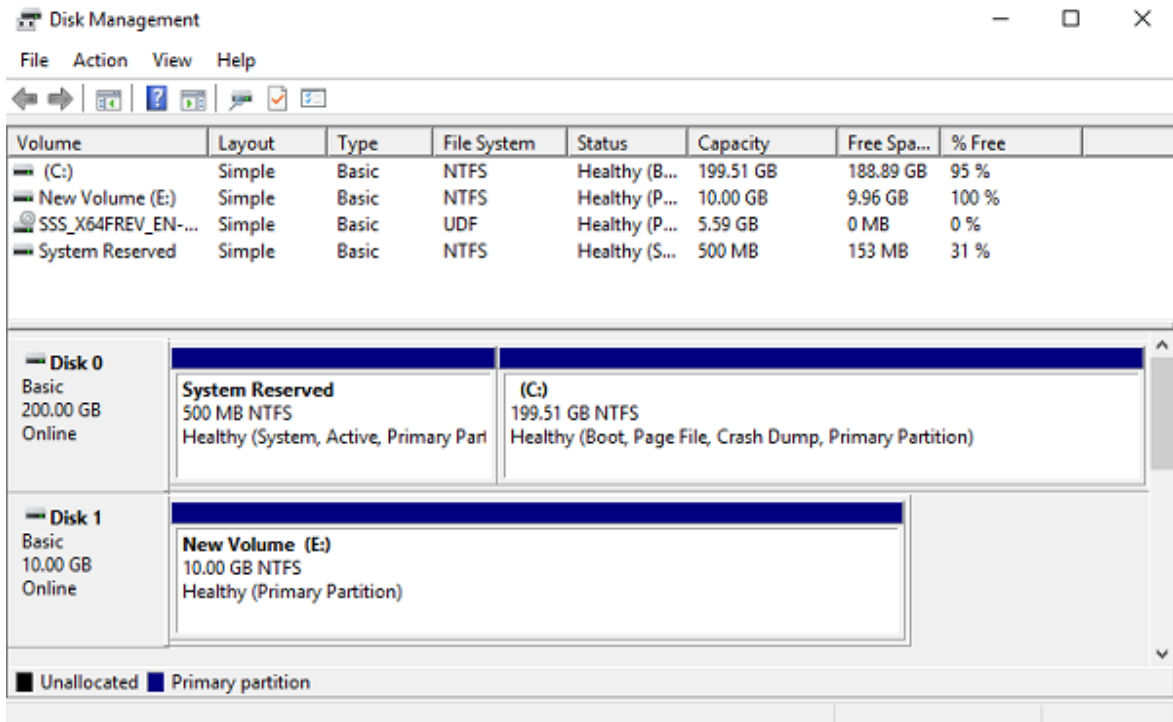 Disk Management
File Action View Help
Volume Layout Type File System Status Capacity Free Spa... % Free
(C:) Simple Basic NTFS Healthy (B... 199.51 GB 188.89 GB 95 %
New Volume (E:) Simple Basic NTFS Healthy (P... 10.00 GB 9.96 GB 100 %
SSS_X64FREV_EN-... Simple Basic UDF Healthy (P... 5.59 GB 0 MB 0 %
System Reserved Simple Basic NTFS Healthy (S... 500 MB 153 MB 31 %
Disk 0
Basic
200.00 GB
Online
System Reserved
500 MB NTFS
Healthy (System, Active, Primary Part
(C:)
199.51 GB NTFS
Healthy (Boot, Page File, Crash Dump, Primary Partition)
Disk 1
Basic
10.00 GB
Online
New Volume (E:)
10.00 GB NTFS
Healthy (Primary Partition)
Unallocated Primary partition